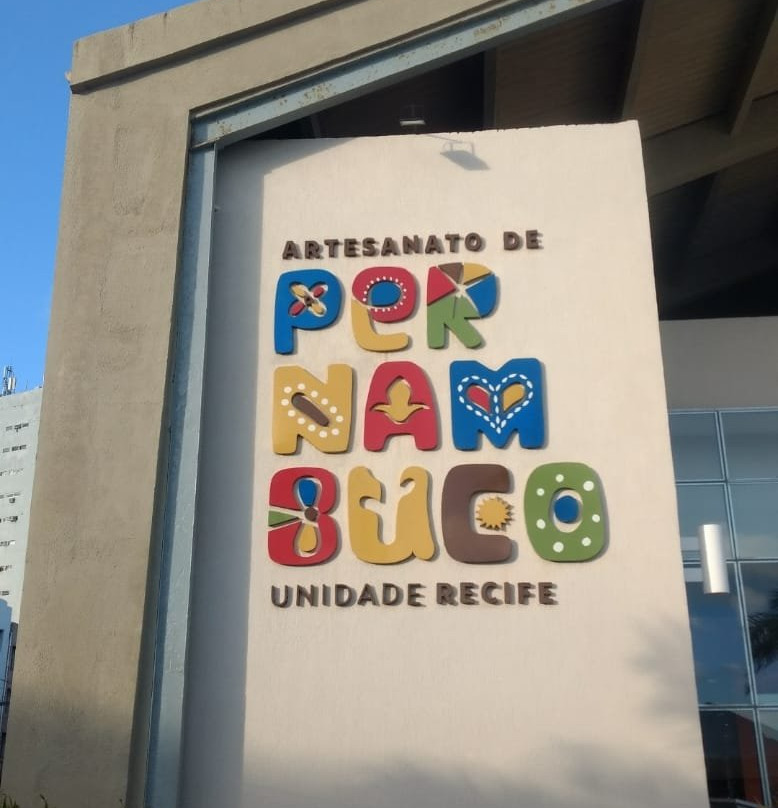 ARTESANATO DE
PeR
NAM
BuCO
UNIDADE RECIFE